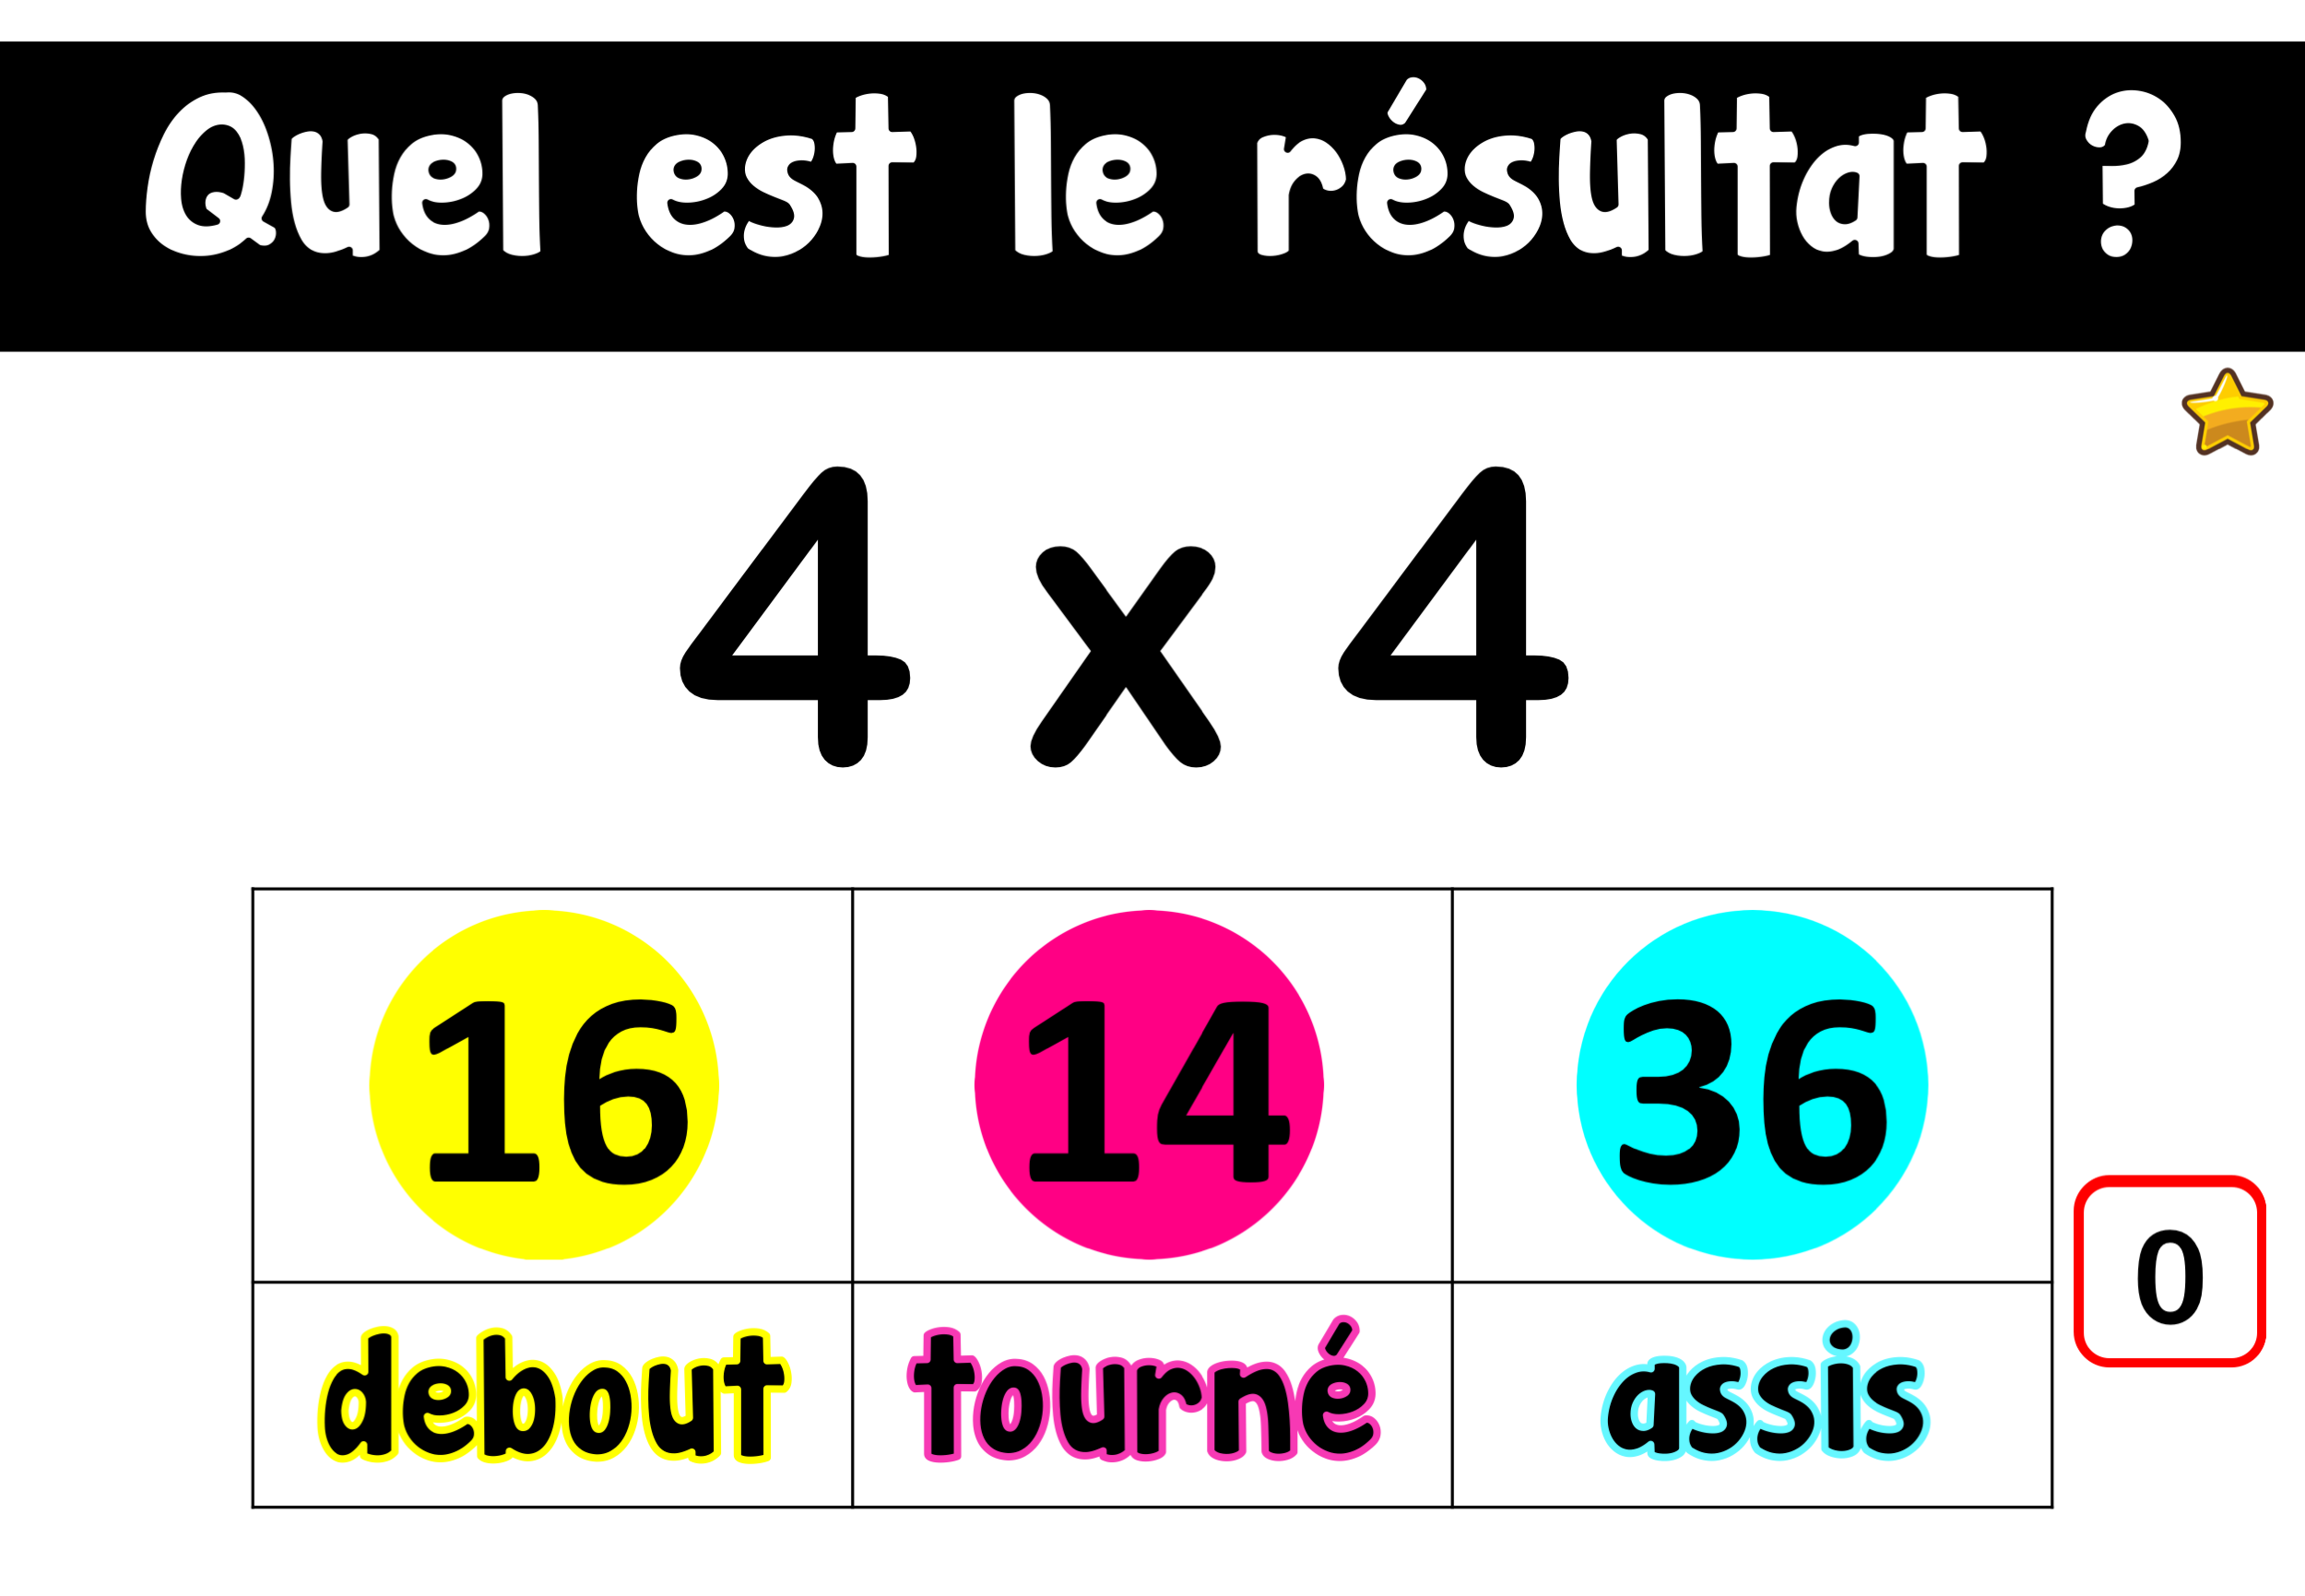 Quel est le résultat ?
4 x 4
16 14 36
0
debout tourné assis